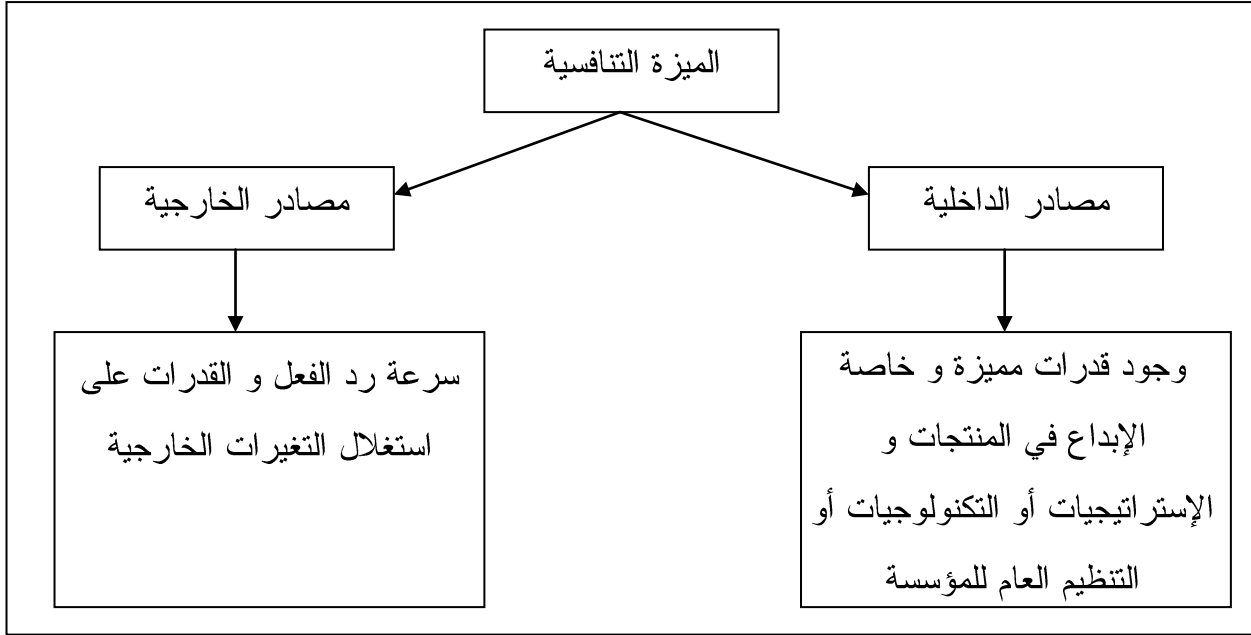 الميزة التنافسية
مصادر الداخلية
مصادر الخارجية
وجود قدرات مميزة و خاصة
الإبداع في المنتجات و
الإستراتيجيات أو التكنولوجيات أو
التنظيم العام للمؤسسة
سرعة رد الفعل و القدرات على
استغلال التغيرات الخارجية